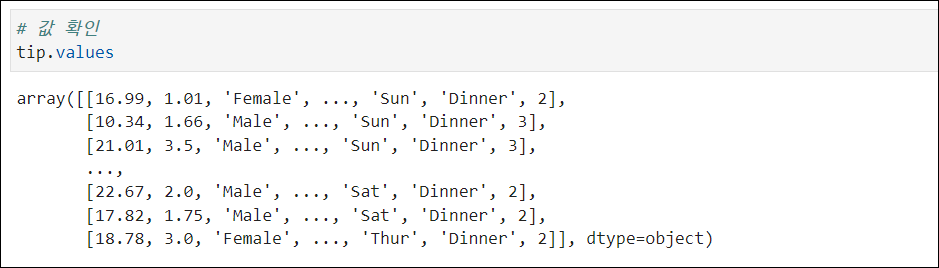 # 값 확인
tip.values
array([[16.99, 1.01, 'Female', ..., 'Sun', 'Dinner', 2],
       [10.34, 1.66, 'Male', ..., 'Sun', 'Dinner', 3],
       [21.01, 3.5, 'Male', ..., 'Sun', 'Dinner', 3],
       ...,
       [22.67, 2.0, 'Male', ..., 'Sat', 'Dinner', 2],
       [17.82, 1.75, 'Male', ..., 'Sat', 'Dinner', 2],
       [18.78, 3.0, 'Female', ..., 'Thur', 'Dinner', 2]], dtype=object)